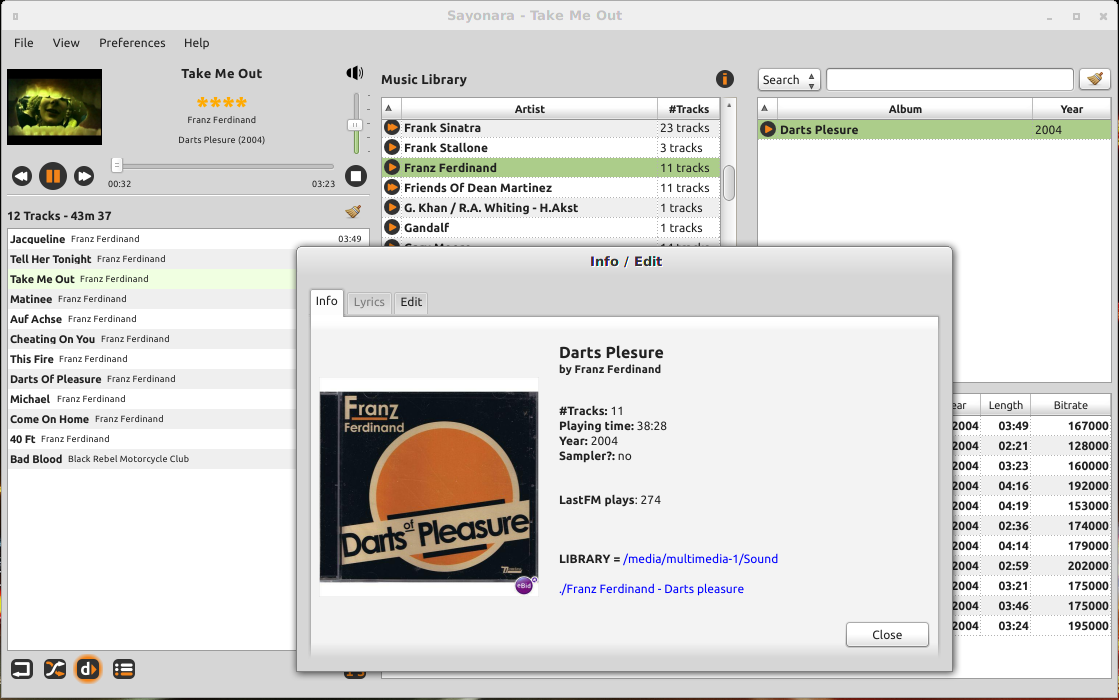 Sayonara - Take Me Out
File View Preferences Help
Take Me Out
Franz Ferdinand
Darts Plesure (2004)
00:32 03:23
12 Tracks - 43m 37
Jacqueline Franz Ferdinand 03:49
Tell Her Tonight Franz Ferdinand
Take Me Out Franz Ferdinand
Matinee Franz Ferdinand
Auf Achse Franz Ferdinand
Cheating On You Franz Ferdinand
This Fire Franz Ferdinand
Darts Of Pleasure Franz Ferdinand
Michael Franz Ferdinand
Come On Home Franz Ferdinand
40 Ft Franz Ferdinand
Bad Blood Black Rebel Motorcycle Club
Music Library
Artist #Tracks
Frank Sinatra 23 tracks
Frank Stallone 3 tracks
Franz Ferdinand 11 tracks
Friends Of Dean Martinez 11 tracks
G. Khan / R.A. Whiting - H.Akst 1 tracks
Gandalf 1 tracks
Search
Album Year
Darts Plesure 2004
Info / Edit
Info Lyrics Edit
Franz
Ferdinand
Darts of Pleasure
eBid
Darts Plesure
by Franz Ferdinand
#Tracks: 11
Playing time: 38:28
Year: 2004
Sampler?: no
LastFM plays: 274
LIBRARY = /media/multimedia-1/Sound
./Franz Ferdinand - Darts pleasure
Close
Length Bitrate
2004 03:49 167000
2004 02:21 128000
2004 03:23 160000
2004 04:16 192000
2004 04:19 153000
2004 02:36 174000
2004 04:14 179000
2004 02:59 202000
2004 03:21 175000
2004 03:46 175000
2004 03:24 195000